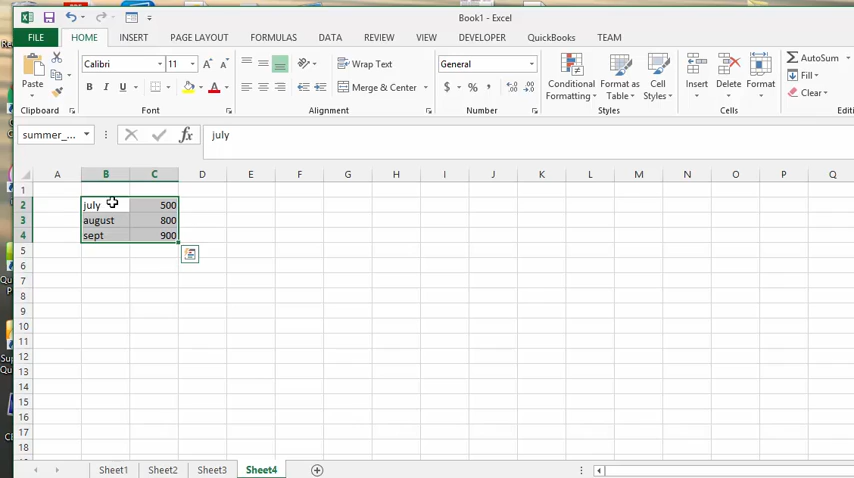 Book1 - Excel
FILE HOME INSERT PAGE LAYOUT FORMULAS DATA REVIEW VIEW DEVELOPER QuickBooks TEAM
Calibri 11 A A Wrap Text General AutoSum
Paste B I U A Merge & Center $ % , Conditional Formatting Format as Table Cell Styles Insert Delete Format Fill
Clear
Clipboard Font Alignment Number Styles Cells
summer_... fx july
A B C D E F G H I J K L M N O P Q
1
2 july 500
3 august 800
4 sept 900
5
6
7
8
9
10
11
12
13
14
15
16
17
18
Sheet1 Sheet2 Sheet3 Sheet4